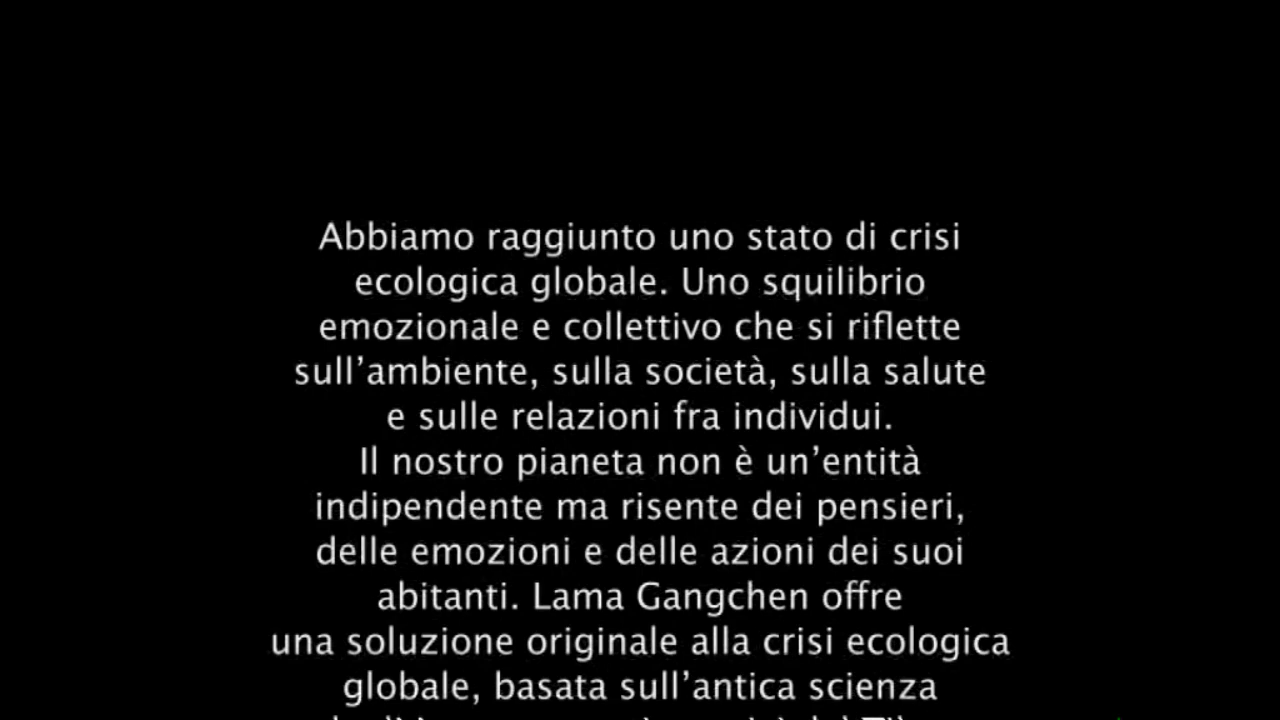 Abbiamo raggiunto uno stato di crisi
ecologica globale. Uno squilibrio
emozionale e collettivo che si riflette
sull’ambiente, sulla società, sulla salute
e sulle relazioni fra individui.
Il nostro pianeta non è un’entità
indipendente ma risente dei pensieri,
delle emozioni e delle azioni dei suoi
abitanti. Lama Gangchen offre
una soluzione originale alla crisi ecologica
globale, basata sull’antica scienza